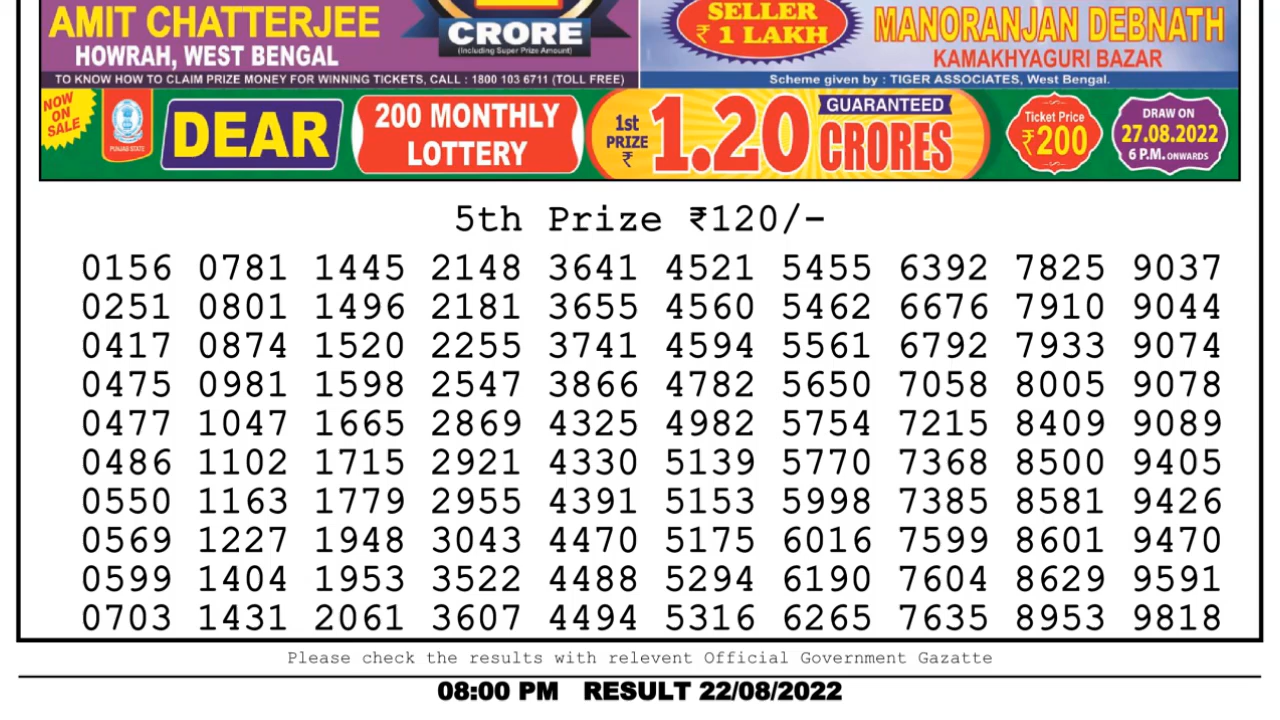 AMIT CHATTERJEE
HOWRAH, WEST BENGAL
CRORE
(Including Super Prize Amount)
SELLER
₹ 1 LAKH
MANORANJAN DEBNATH
KAMAKHYAGURI BAZAR
TO KNOW HOW TO CLAIM PRIZE MONEY FOR WINNING TICKETS, CALL : 1800 103 6711 (TOLL FREE)
Scheme given by : TIGER ASSOCIATES, West Bengal.
NOW
ON
SALE
PUNJAB STATE
DEAR
200 MONTHLY
LOTTERY
1st
PRIZE
₹
1.20
GUARANTEED
CRORES
Ticket Price
₹200
DRAW ON
27.08.2022
6 P.M. ONWARDS
5th Prize ₹120/-
0156 0781 1445 2148 3641 4521 5455 6392 7825 9037
0251 0801 1496 2181 3655 4560 5462 6676 7910 9044
0417 0874 1520 2255 3741 4594 5561 6792 7933 9074
0475 0981 1598 2547 3866 4782 5650 7058 8005 9078
0477 1047 1665 2869 4325 4982 5754 7215 8409 9089
0486 1102 1715 2921 4330 5139 5770 7368 8500 9405
0550 1163 1779 2955 4391 5153 5998 7385 8581 9426
0569 1227 1948 3043 4470 5175 6016 7599 8601 9470
0599 1404 1953 3522 4488 5294 6190 7604 8629 9591
0703 1431 2061 3607 4494 5316 6265 7635 8953 9818
Please check the results with relevent Official Government Gazatte
08:00 PM RESULT 22/08/2022